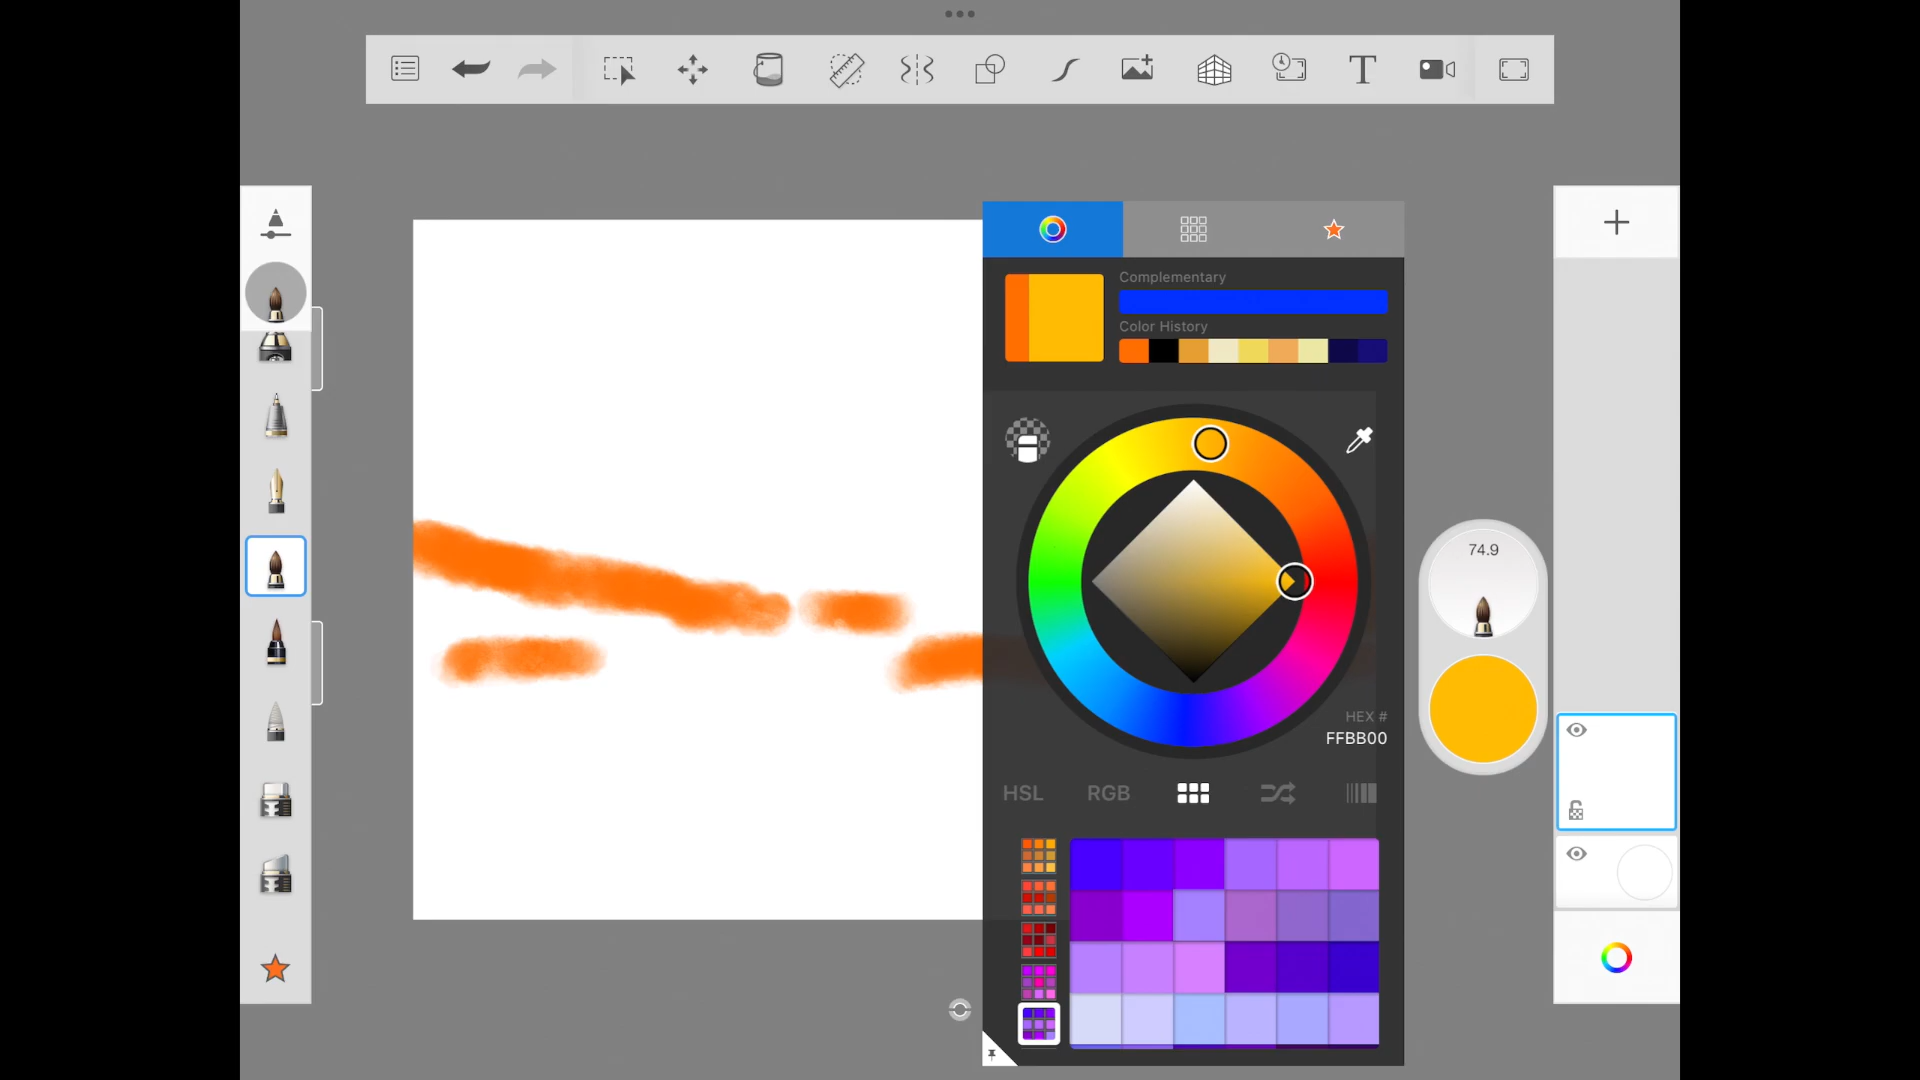 T
Complementary
Color History
74.9
HEX #
FFBB00
HSL RGB